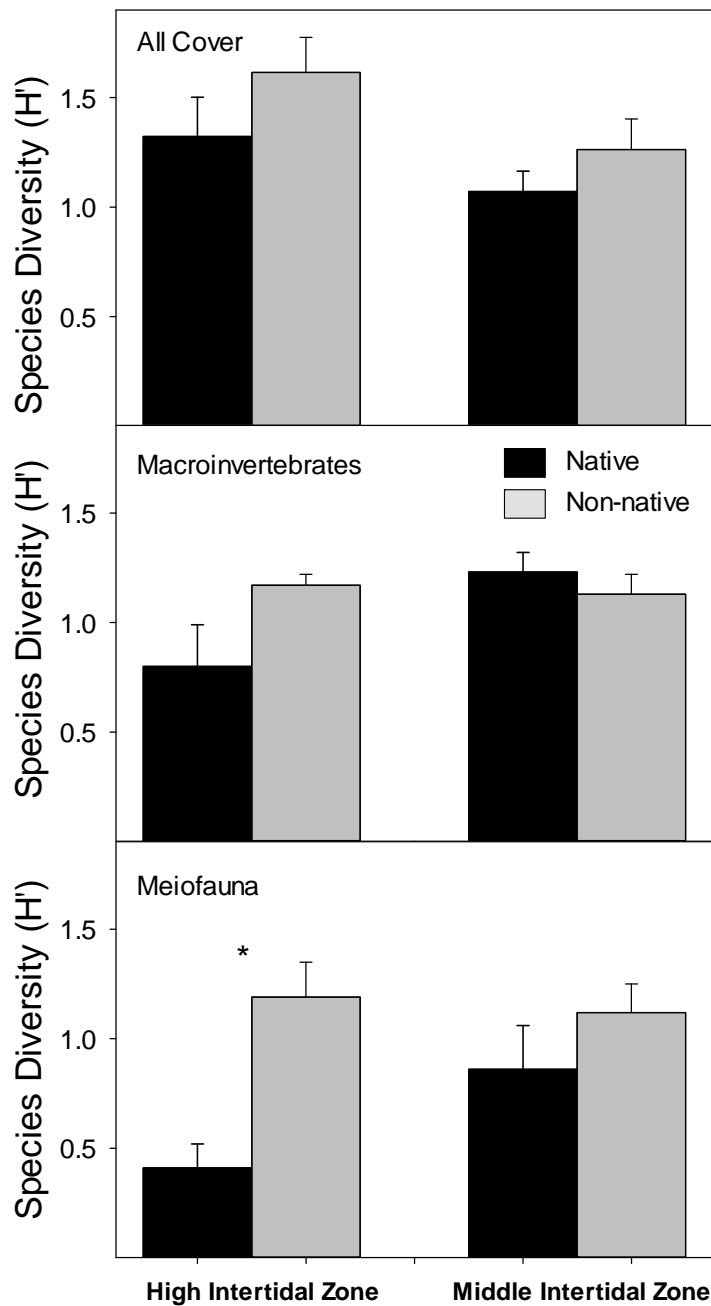 All Cover
Species Diversity (H')
1.5
1.0
0.5
Macroinvertebrates
Native
Non-native
Species Diversity (H')
1.5
1.0
0.5
Meiofauna
*
Species Diversity (H')
1.5
1.0
0.5
High Intertidal Zone
Middle Intertidal Zone